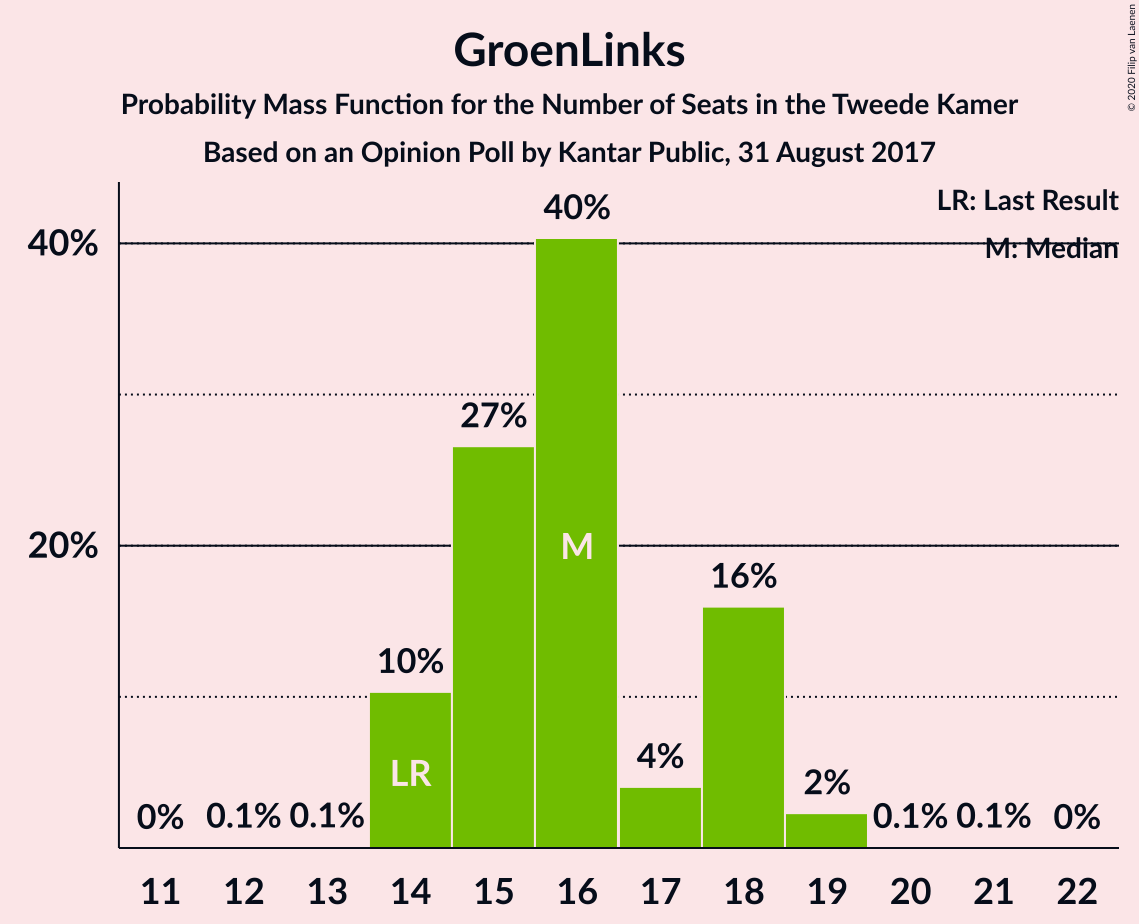 GroenLinks
Probability Mass Function for the Number of Seats in the Tweede Kamer
Based on an Opinion Poll by Kantar Public, 31 August 2017
© 2020 Filip van Laenen
LR: Last Result
M: Median
40%
20%
0%
0.1%
0.1%
10%
LR
27%
40%
M
4%
16%
2%
0.1%
0.1%
0%
11 12 13 14 15 16 17 18 19 20 21 22